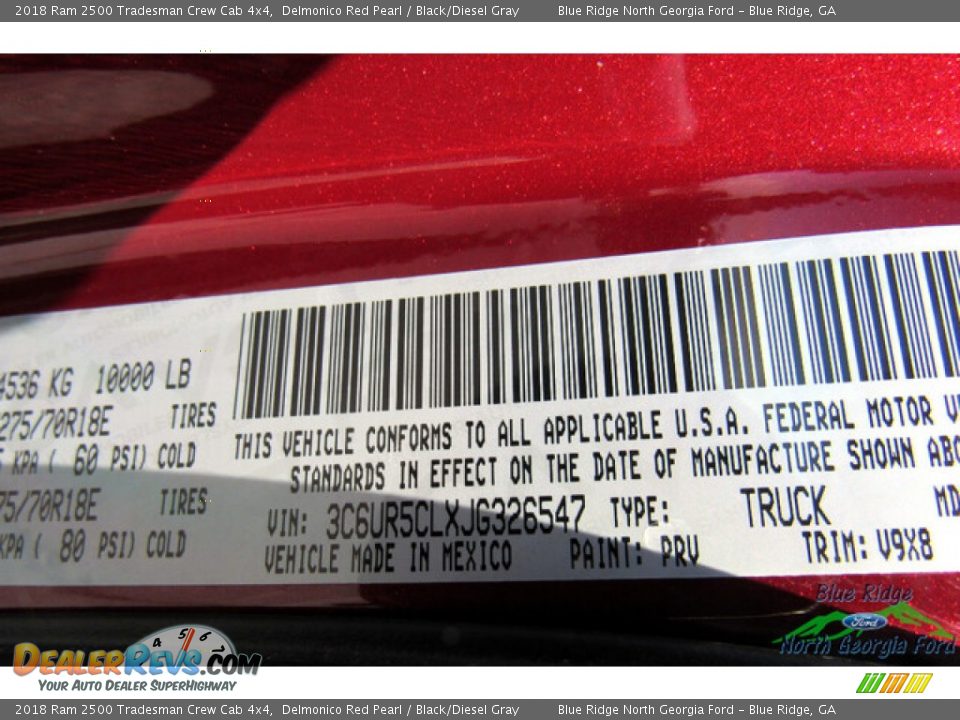 2018 Ram 2500 Tradesman Crew Cab 4x4,  Delmonico Red Pearl / Black/Diesel Gray        Blue Ridge North Georgia Ford – Blue Ridge, GA
4536 KG  10000 LB
275/70R18E        TIRES
KPA ( 60 PSI) COLD
75/70R18E        TIRES
KPA ( 80 PSI) COLD
THIS VEHICLE CONFORMS TO ALL APPLICABLE U.S.A. FEDERAL MOTOR
STANDARDS IN EFFECT ON THE DATE OF MANUFACTURE SHOWN
VIN: 3C6UR5CLXJG326547  TYPE:        TRUCK
VEHICLE MADE IN MEXICO        PAINT: PRV        TRIM: V9X8
Blue Ridge
Ford
North Georgia Ford
4 5 6
DealerRevs.com
Your Auto Dealer SuperHighway
2018 Ram 2500 Tradesman Crew Cab 4x4,  Delmonico Red Pearl / Black/Diesel Gray        Blue Ridge North Georgia Ford – Blue Ridge, GA